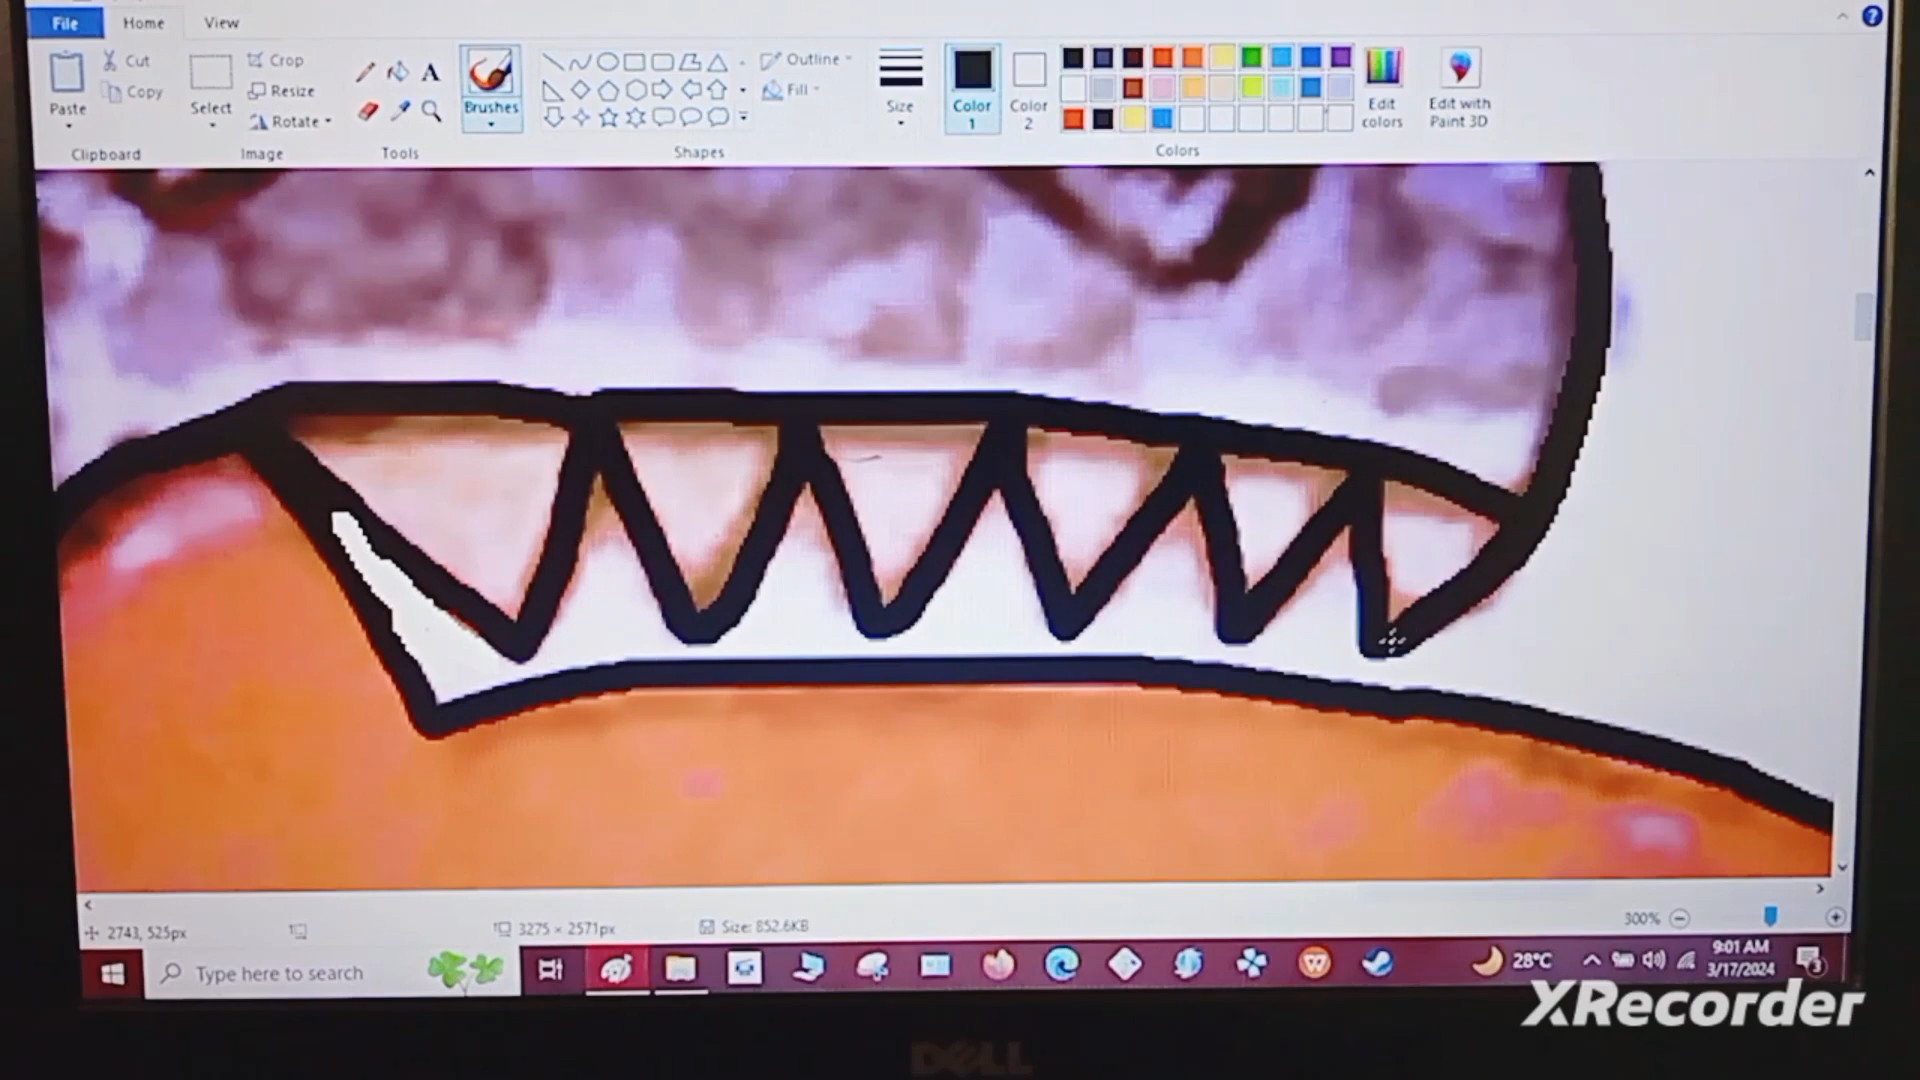 File Home View
Paste
Cut
Copy
Clipboard
Select
Crop
Resize
Rotate
Image
A
Tools
Brushes
Shapes
Outline
Fill
Size
Color 1
Color 2
Colors
Edit colors
Edit with Paint 3D
2743, 525px
3275 × 2571px
Size: 852.6KB
300%
Type here to search
28°C
9:01 AM
3/17/2024
3
XRecorder
DELL